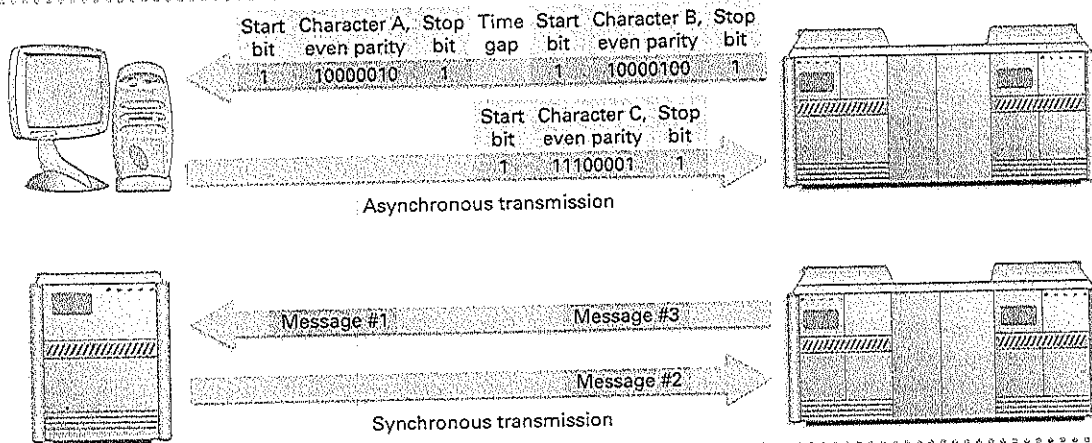 Start Character A, Stop Time Start Character B, Stop
bit even parity bit gap bit even parity bit
1 10000010 1 1 10000100 1
Start Character C, Stop
bit even parity bit
1 11100001 1
Asynchronous transmission
Message #1 Message #3
Message #2
Synchronous transmission